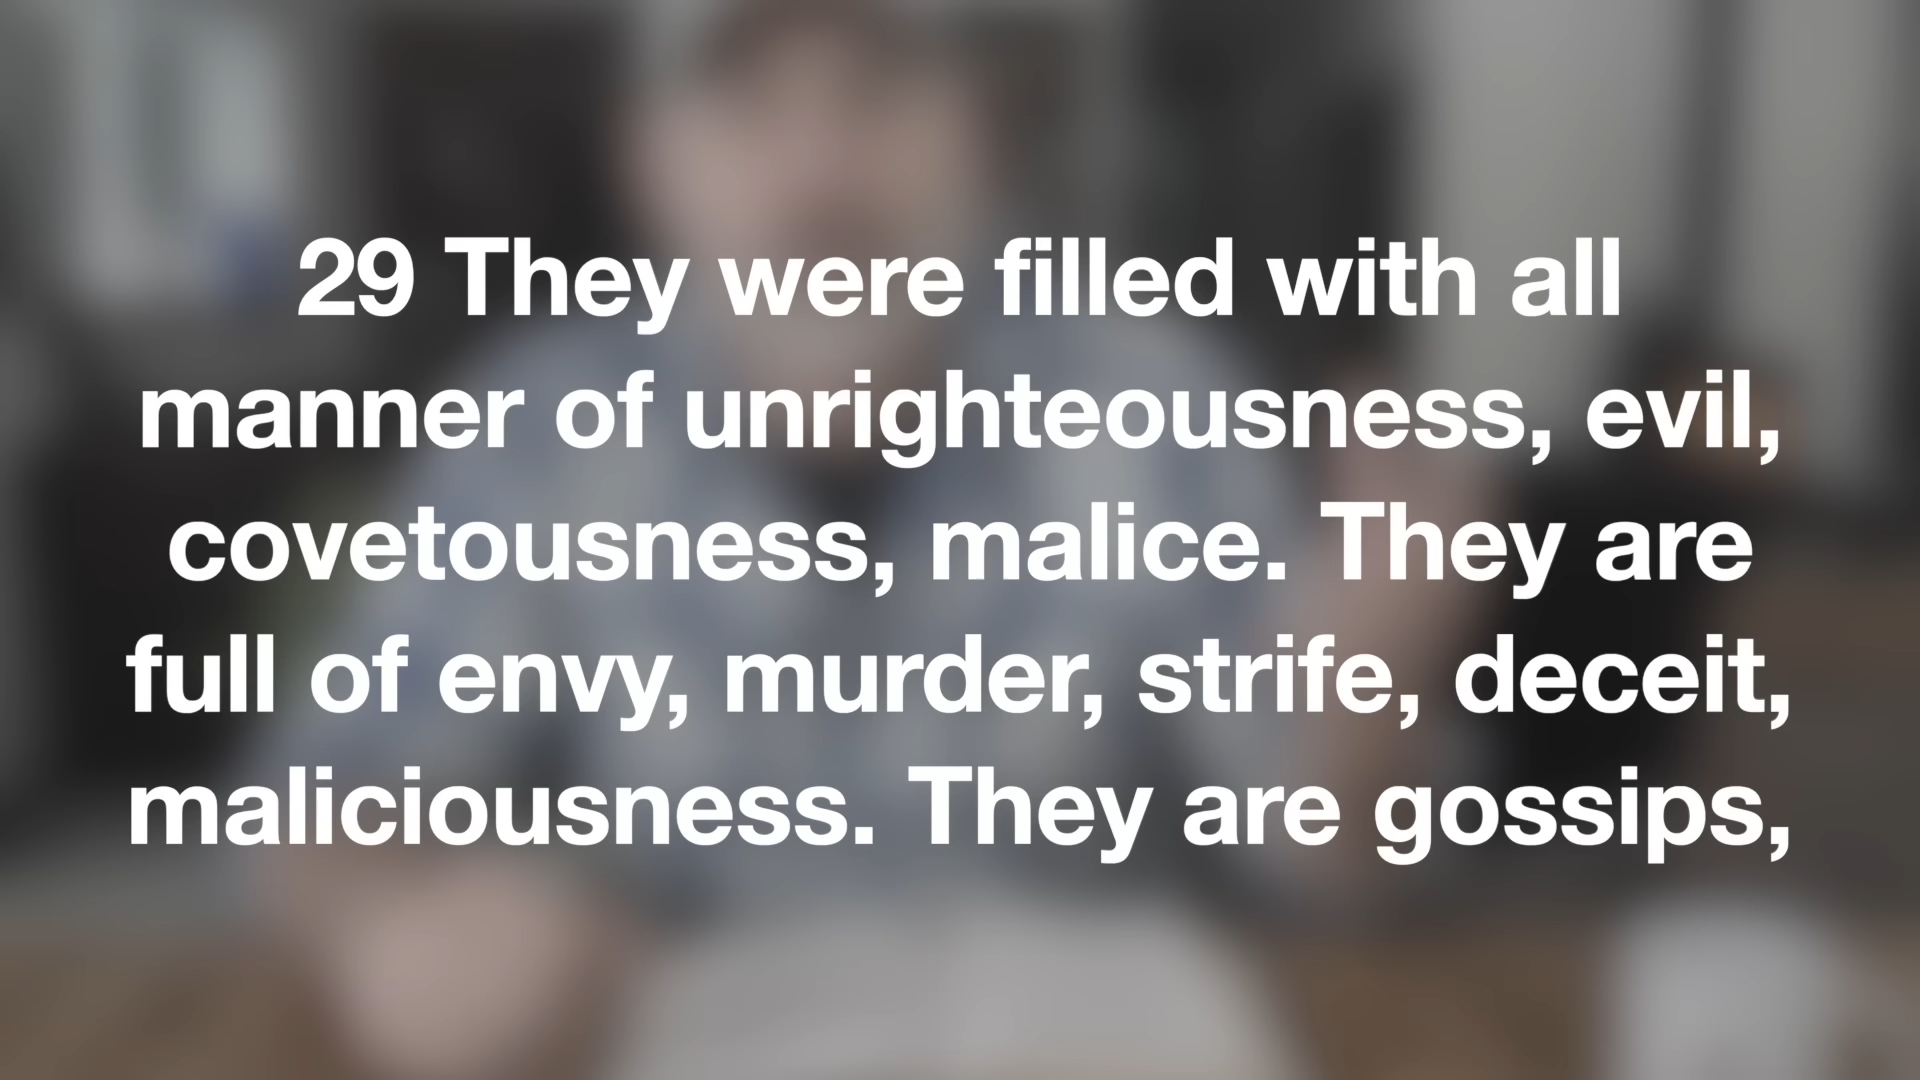 29 They were filled with all
manner of unrighteousness, evil,
covetousness, malice. They are
full of envy, murder, strife, deceit,
maliciousness. They are gossips,